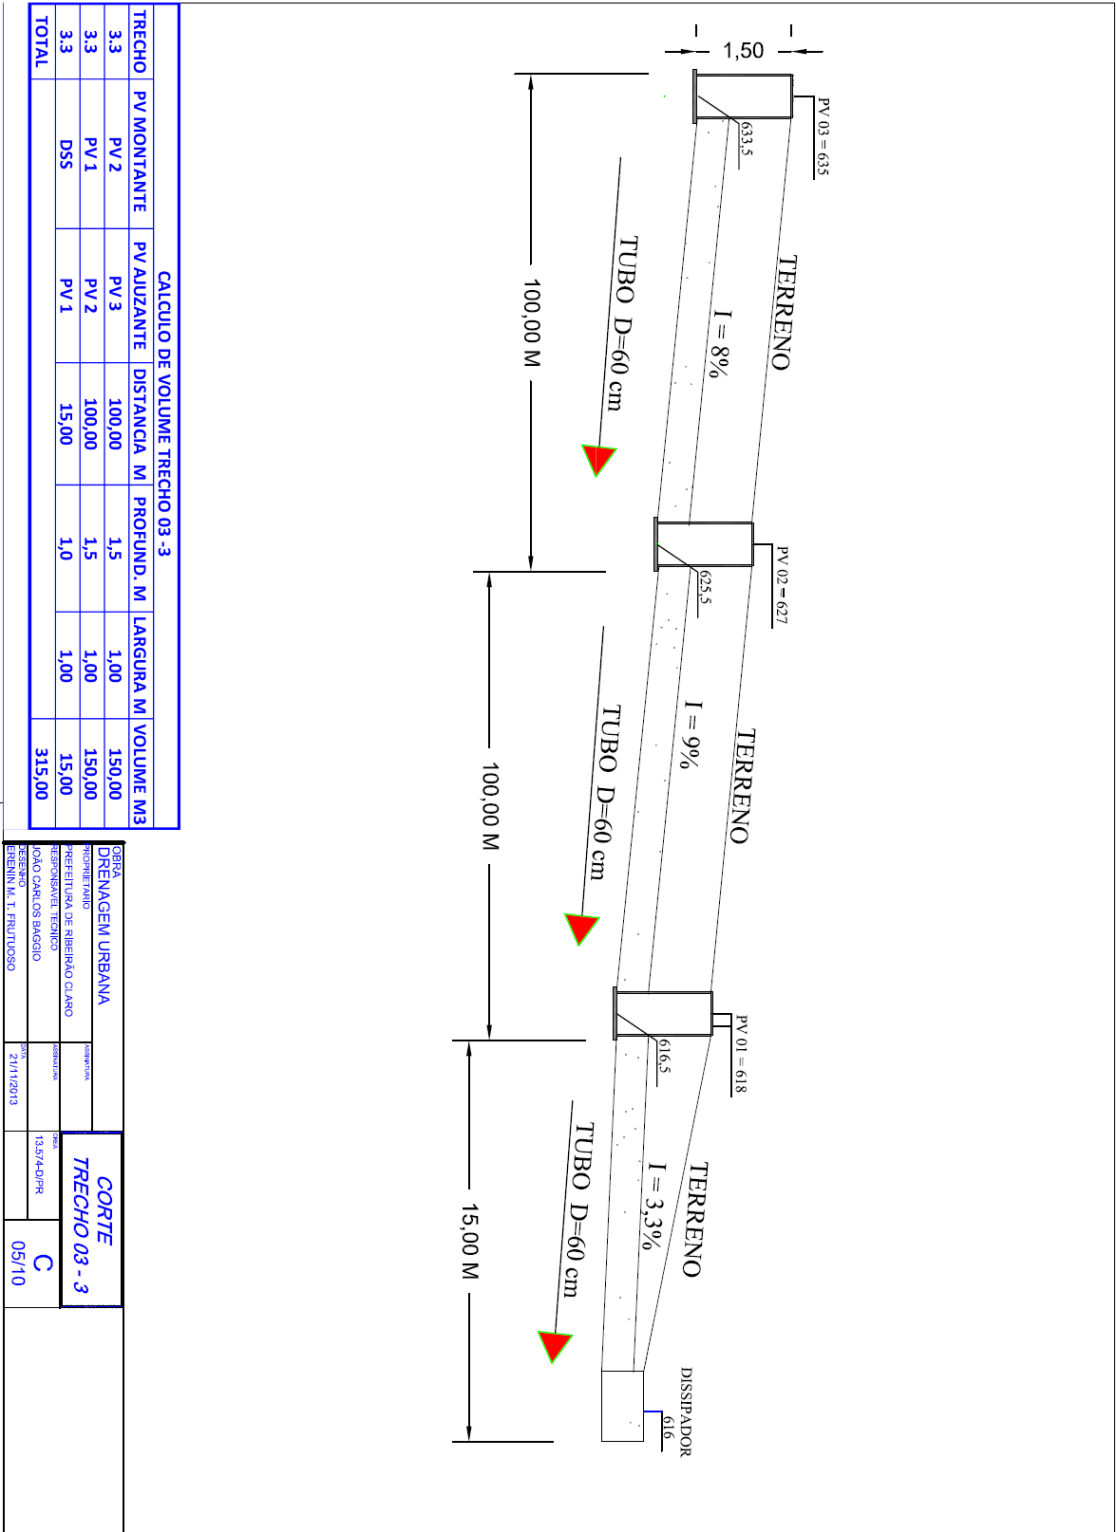 1,50
PV 03 = 635
633,5
TERRENO
I = 8%
TUBO D=60 cm
100,00 M
PV 02 = 627
625,5
TERRENO
I = 9%
TUBO D=60 cm
100,00 M
PV 01 = 618
616,5
TERRENO
I = 3,3%
TUBO D=60 cm
15,00 M
DISSIPADOR
616
CALCULO DE VOLUME TRECHO 03 -3
TRECHO PV MONTANTE PV AJUZANTE DISTANCIA M PROFUND. M LARGURA M VOLUME M3
3.3 PV 2 PV 3 100,00 1,5 1,00 150,00
3.3 PV 1 PV 2 100,00 1,5 1,00 150,00
3.3 DSS PV 1 15,00 1,0 1,00 15,00
TOTAL 315,00
OBRA
DRENAGEM URBANA
PROPRIETARIO
PREFEITURA DE RIBEIRÃO CLARO
ASSINATURA
RESPONSAVEL TECNICO
JOÃO CARLOS BAGGIO
ASSINATURA
CREA
13.574-D/PR
DESENHO
ERENIN M. T. FRUTUOSO
DATA
21/11/2013
CORTE
TRECHO 03 - 3
C
05/10